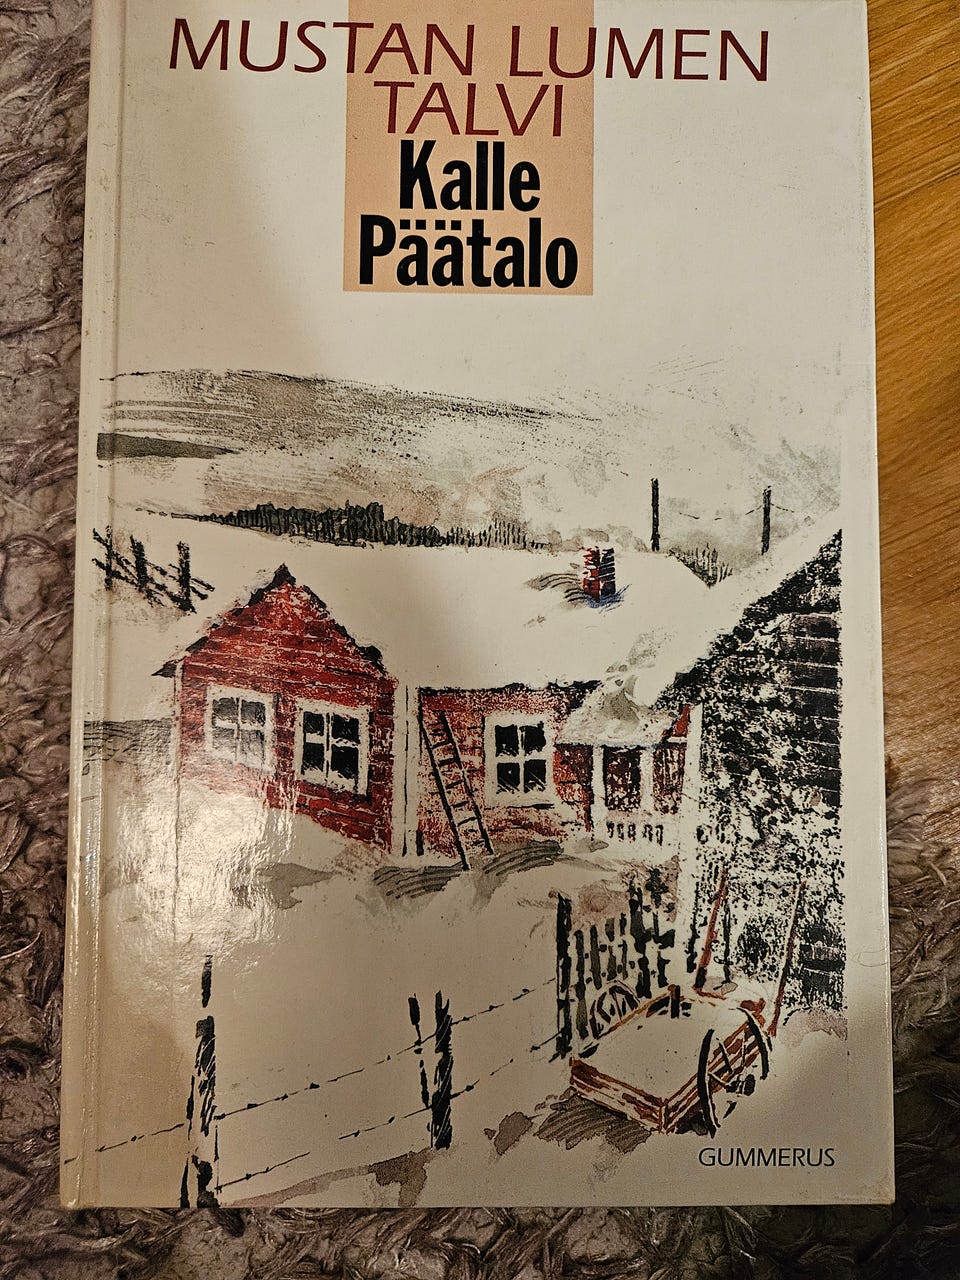 MUSTAN LUMEN
TALVI
Kalle
Päätalo
GUMMERUS